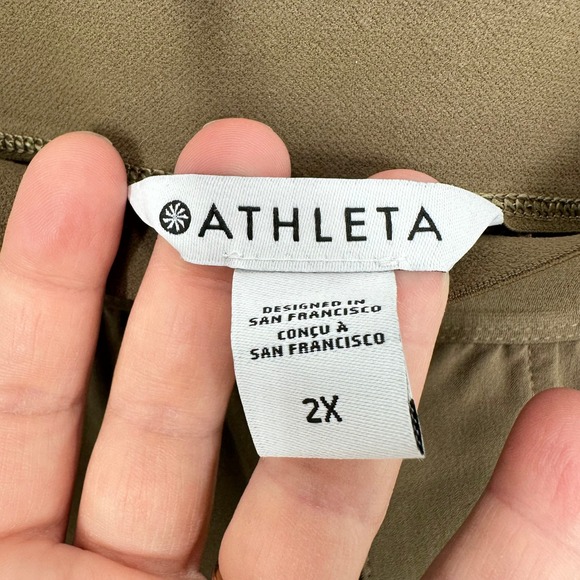 ATHLETA
DESIGNED IN
SAN FRANCISCO
CONÇU À
SAN FRANCISCO
2X